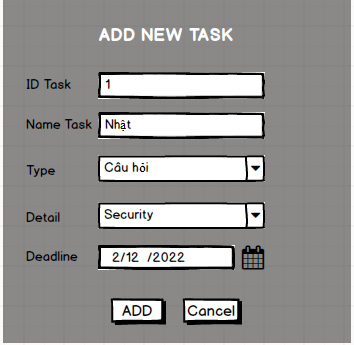 ADD NEW TASK
ID Task 1
Name Task Nhật
Type Câu hỏi
Detail Security
Deadline 2/12 /2022
ADD Cancel